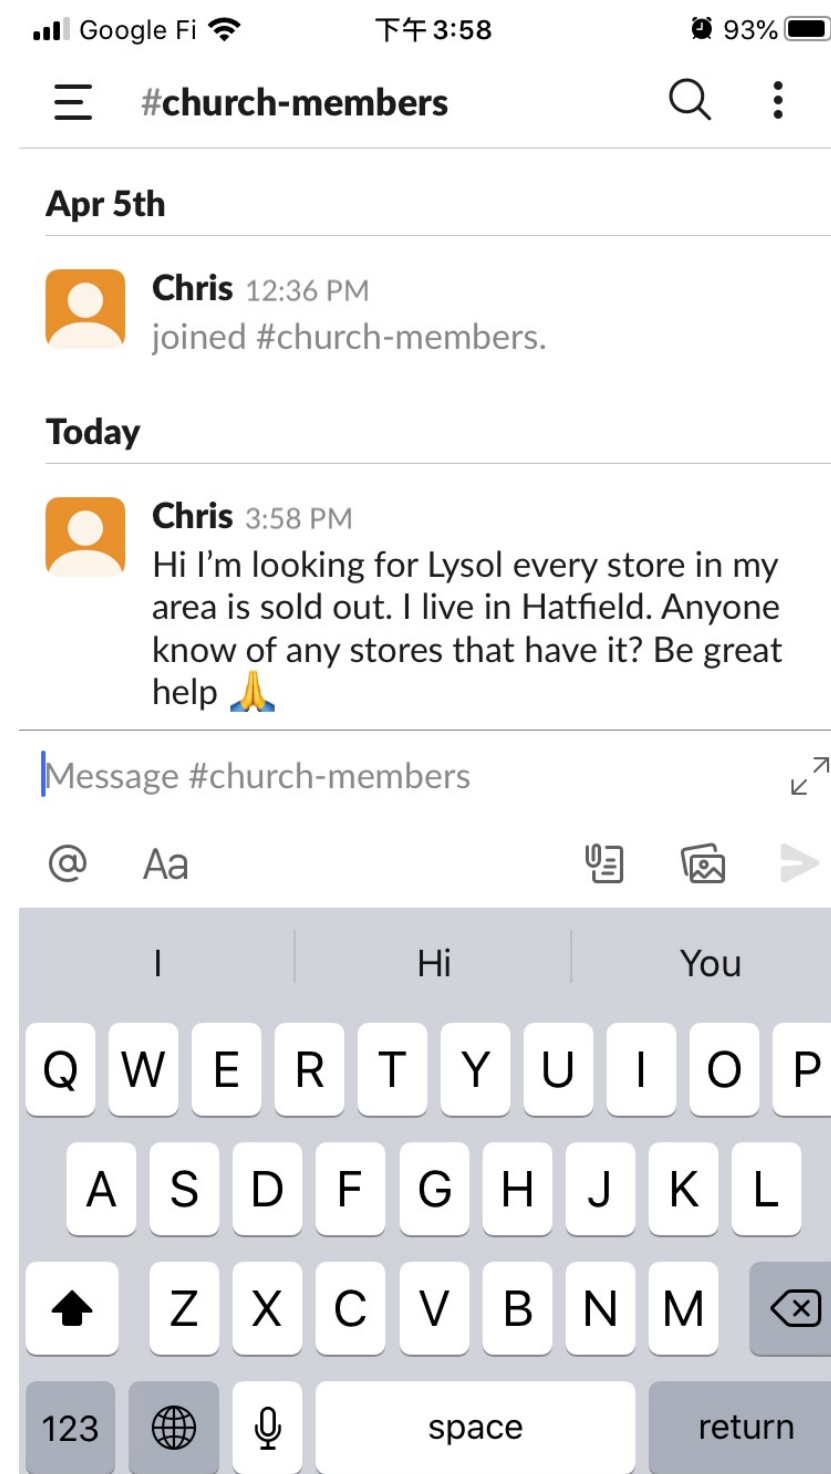 Google Fi 下午3:58 93%
#church-members
Apr 5th
Chris 12:36 PM
joined #church-members.
Today
Chris 3:58 PM
Hi I’m looking for Lysol every store in my
area is sold out. I live in Hatfield. Anyone
know of any stores that have it? Be great
help 🙏
Message #church-members
@ Aa
I Hi You
Q W E R T Y U I O P
A S D F G H J K L
Z X C V B N M
123 space return